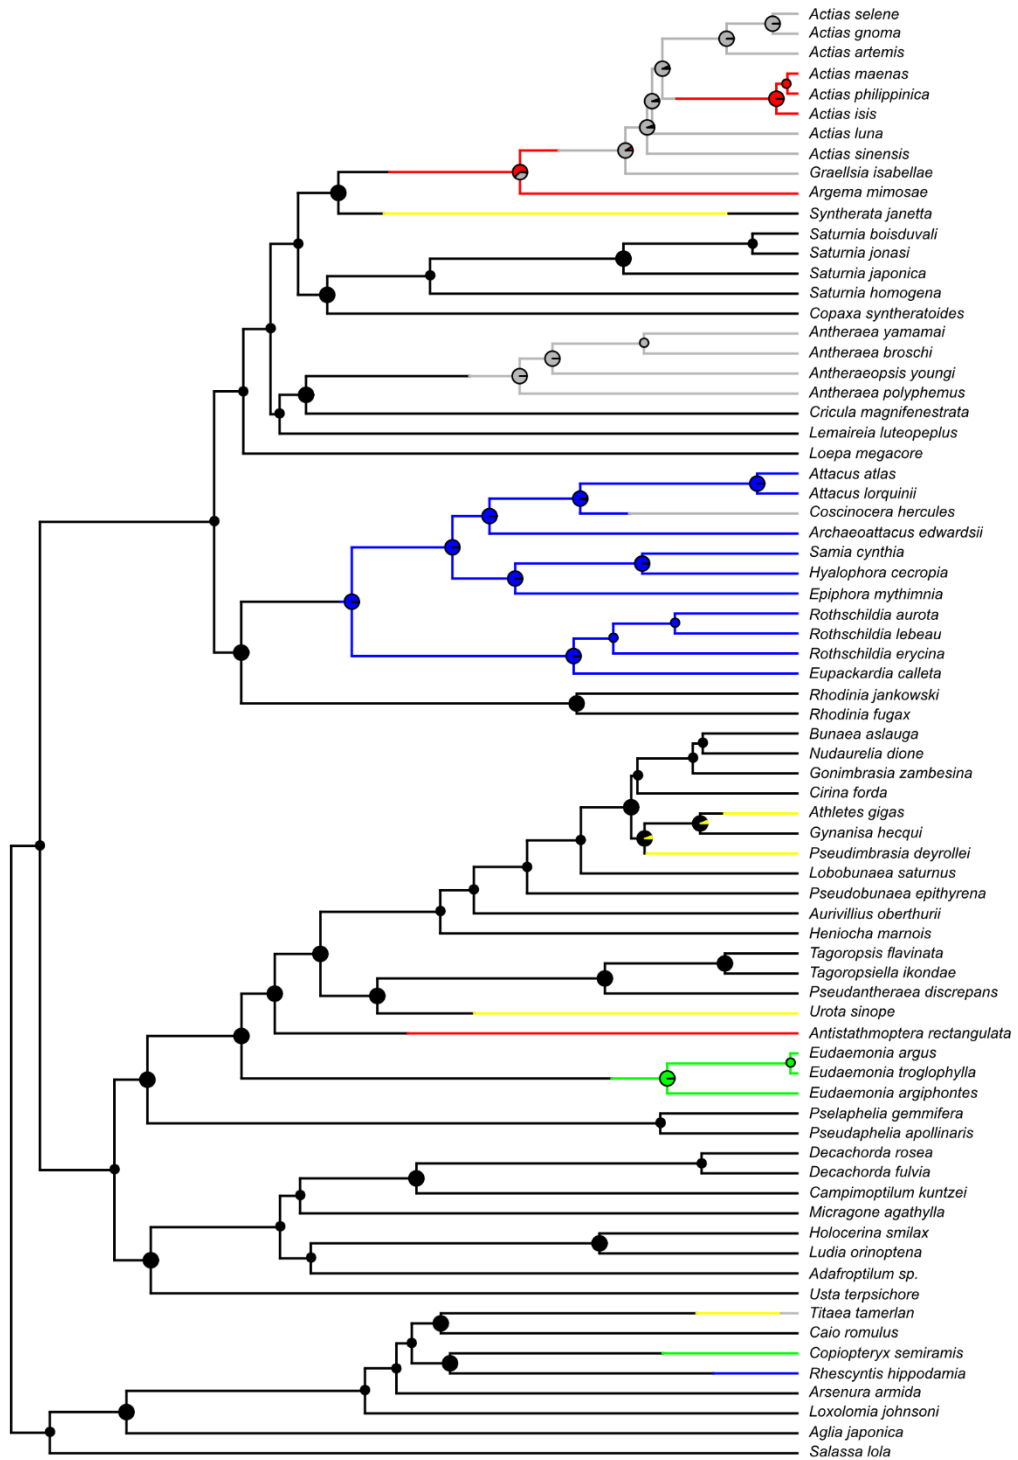 Actias selene
Actias gnoma
Actias artemis
Actias maenas
Actias philippinica
Actias isis
Actias luna
Actias sinensis
Graellsia isabellae
Argema mimosae
Syntherata janetta
Saturnia boisduvali
Saturnia jonasi
Saturnia japonica
Saturnia homogena
Copaxa syntheratoides
Antheraea yamamai
Antheraea broschi
Antheraeopsis youngi
Antheraea polyphemus
Cricula magnifenestrata
Lemaireia luteopeplus
Loepa megacore
Attacus atlas
Attacus lorquinii
Coscinocera hercules
Archaeoattacus edwardsii
Samia cynthia
Hyalophora cecropia
Epiphora mythimnia
Rothschildia aurota
Rothschildia lebeau
Rothschildia erycina
Eupackardia calleta
Rhodinia jankowski
Rhodinia fugax
Bunaea aslauga
Nudaurelia dione
Gonimbrasia zambesina
Cirina forda
Athletes gigas
Gynanisa hecqui
Pseudimbrasia deyrollei
Lobobunaea saturnus
Pseudobunaea epithyrena
Aurivillius oberthurii
Heniocha marnois
Tagoropsis flavinata
Tagoropsiella ikondae
Pseudantheraea discrepans
Urota sinope
Antistathmoptera rectangulata
Eudaemonia argus
Eudaemonia troglophylla
Eudaemonia argiphontes
Pselaphelia gemmifera
Pseudaphelia apollinaris
Decachorda rosea
Decachorda fulvia
Campimoptilum kuntzei
Micragone agathylla
Holocerina smilax
Ludia orinoptena
Adafroptilum sp.
Usta terpsichore
Titaea tamerlan
Caio romulus
Copiopteryx semiramis
Rhescyntis hippodamia
Arsenura armida
Loxolomia johnsoni
Aglia japonica
Salassa lola